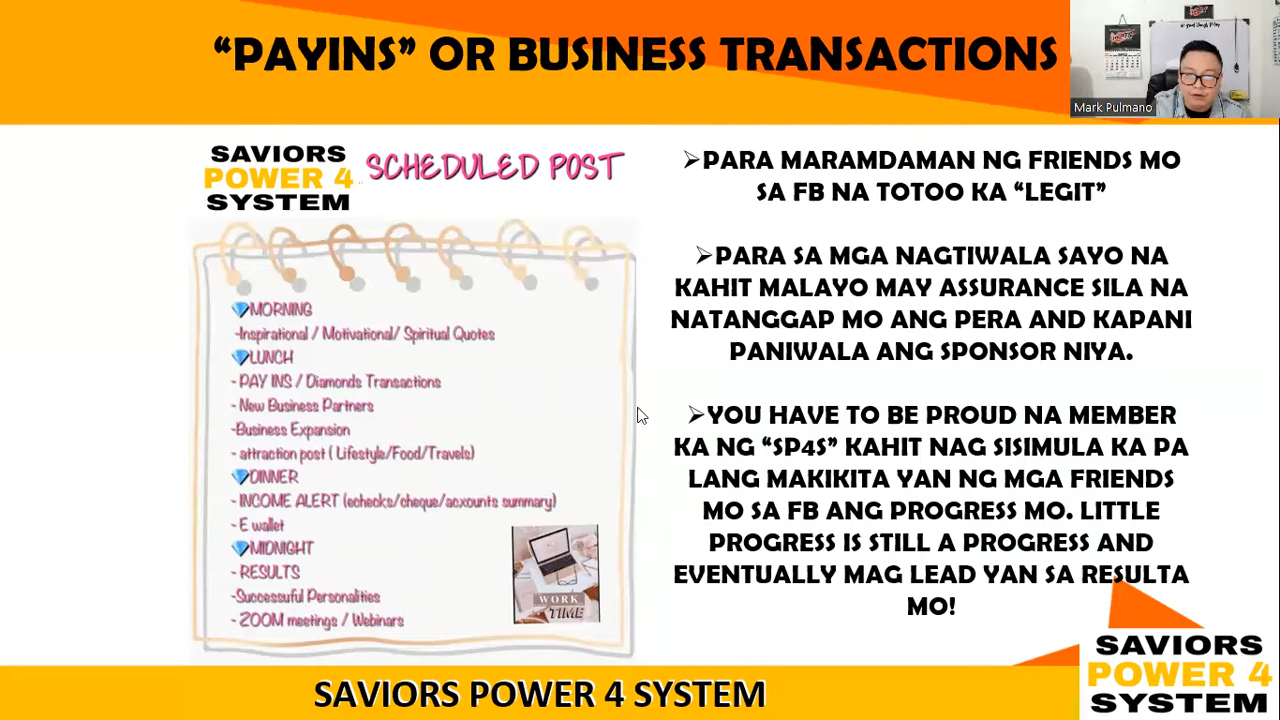 “PAYINS” OR BUSINESS TRANSACTIONS
Mark Pulmano
SAVIORS
POWER 4
SYSTEM
SCHEDULED POST
MORNING
-Inspirational / Motivational/ Spiritual Quotes
LUNCH
- PAY INS / Diamonds Transactions
- New Business Partners
-Business Expansion
- attraction post ( Lifestyle/Food/Travels)
DINNER
- INCOME ALERT (echecks/cheque/acxounts summary)
- E wallet
MIDNIGHT
- RESULTS
-Successuful Personalities
- ZOOM meetings / Webinars
WORK
TIME
➢PARA MARAMDAMAN NG FRIENDS MO
SA FB NA TOTOO KA “LEGIT”
➢PARA SA MGA NAGTIWALA SAYO NA
KAHIT MALAYO MAY ASSURANCE SILA NA
NATANGGAP MO ANG PERA AND KAPANI
PANIWALA ANG SPONSOR NIYA.
➢YOU HAVE TO BE PROUD NA MEMBER
KA NG “SP4S” KAHIT NAG SISIMULA KA PA
LANG MAKIKITA YAN NG MGA FRIENDS
MO SA FB ANG PROGRESS MO. LITTLE
PROGRESS IS STILL A PROGRESS AND
EVENTUALLY MAG LEAD YAN SA RESULTA
MO!
SAVIORS POWER 4 SYSTEM
SAVIORS
POWER 4
SYSTEM